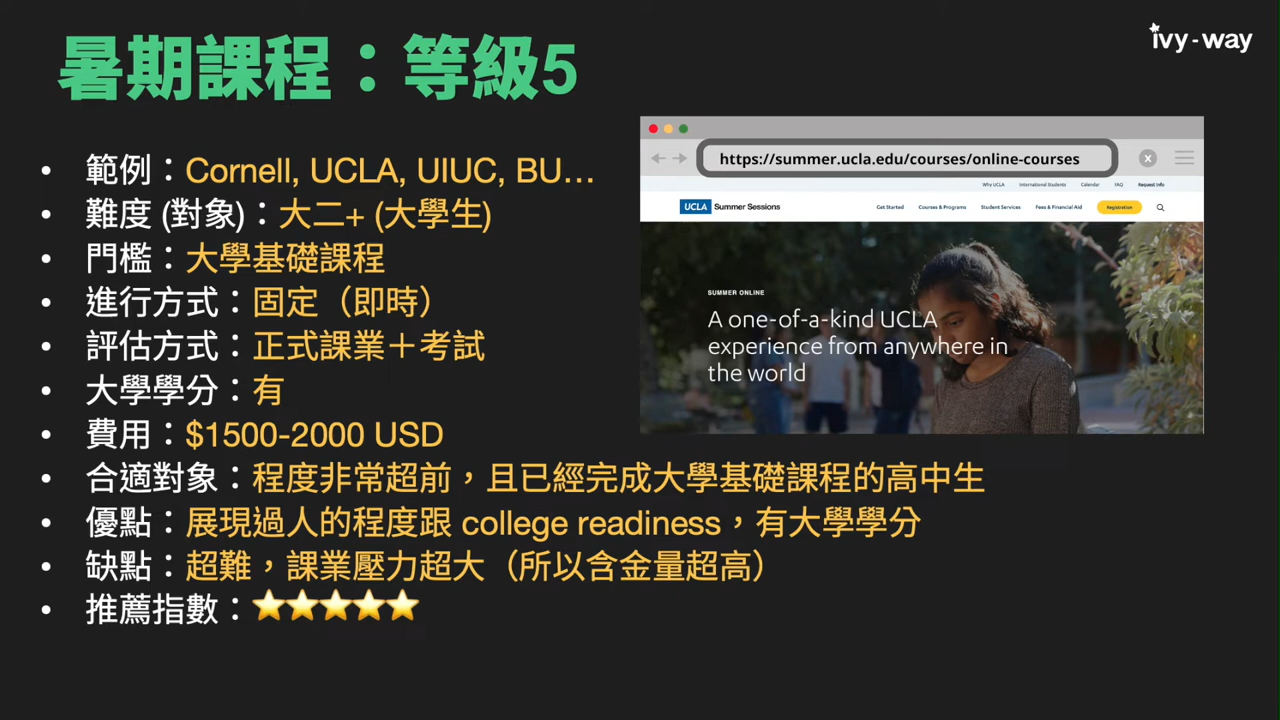 暑期課程：等級5
ivy-way
• 範例：Cornell, UCLA, UIUC, BU…
• 難度 (對象)：大二+ (大學生)
• 門檻：大學基礎課程
• 進行方式：固定（即時）
• 評估方式：正式課業＋考試
• 大學學分：有
• 費用：$1500-2000 USD
• 合適對象：程度非常超前，且已經完成大學基礎課程的高中生
• 優點：展現過人的程度跟 college readiness，有大學學分
• 缺點：超難，課業壓力超大（所以含金量超高）
• 推薦指數：⭐⭐⭐⭐⭐
https://summer.ucla.edu/courses/online-courses
x
Why UCLA International Students Calendar FAQ Request Info
UCLA Summer Sessions
Get Started Courses & Programs Student Services Fees & Financial Aid Registration
SUMMER ONLINE
A one-of-a-kind UCLA
experience from anywhere in
the world